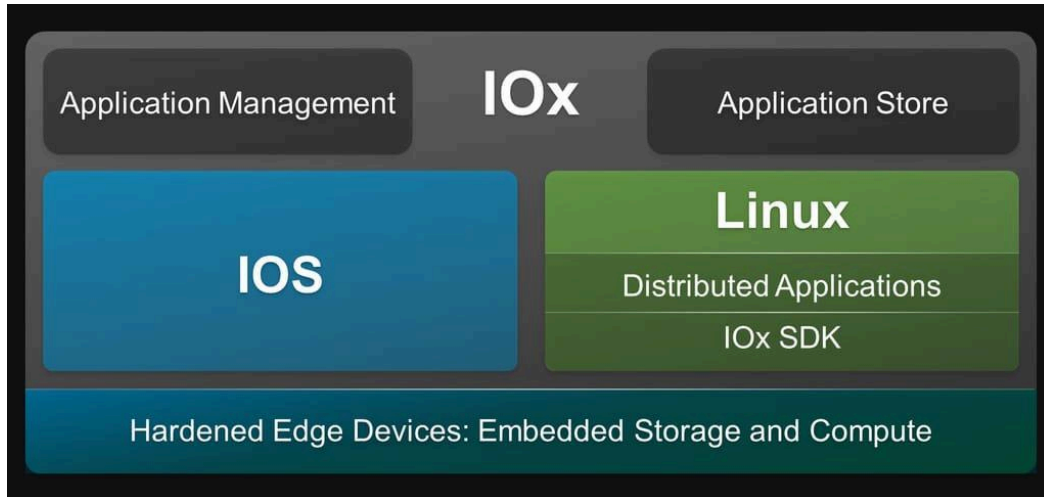 Application Management
IOx
Application Store
IOS
Linux
Distributed Applications
IOx SDK
Hardened Edge Devices: Embedded Storage and Compute